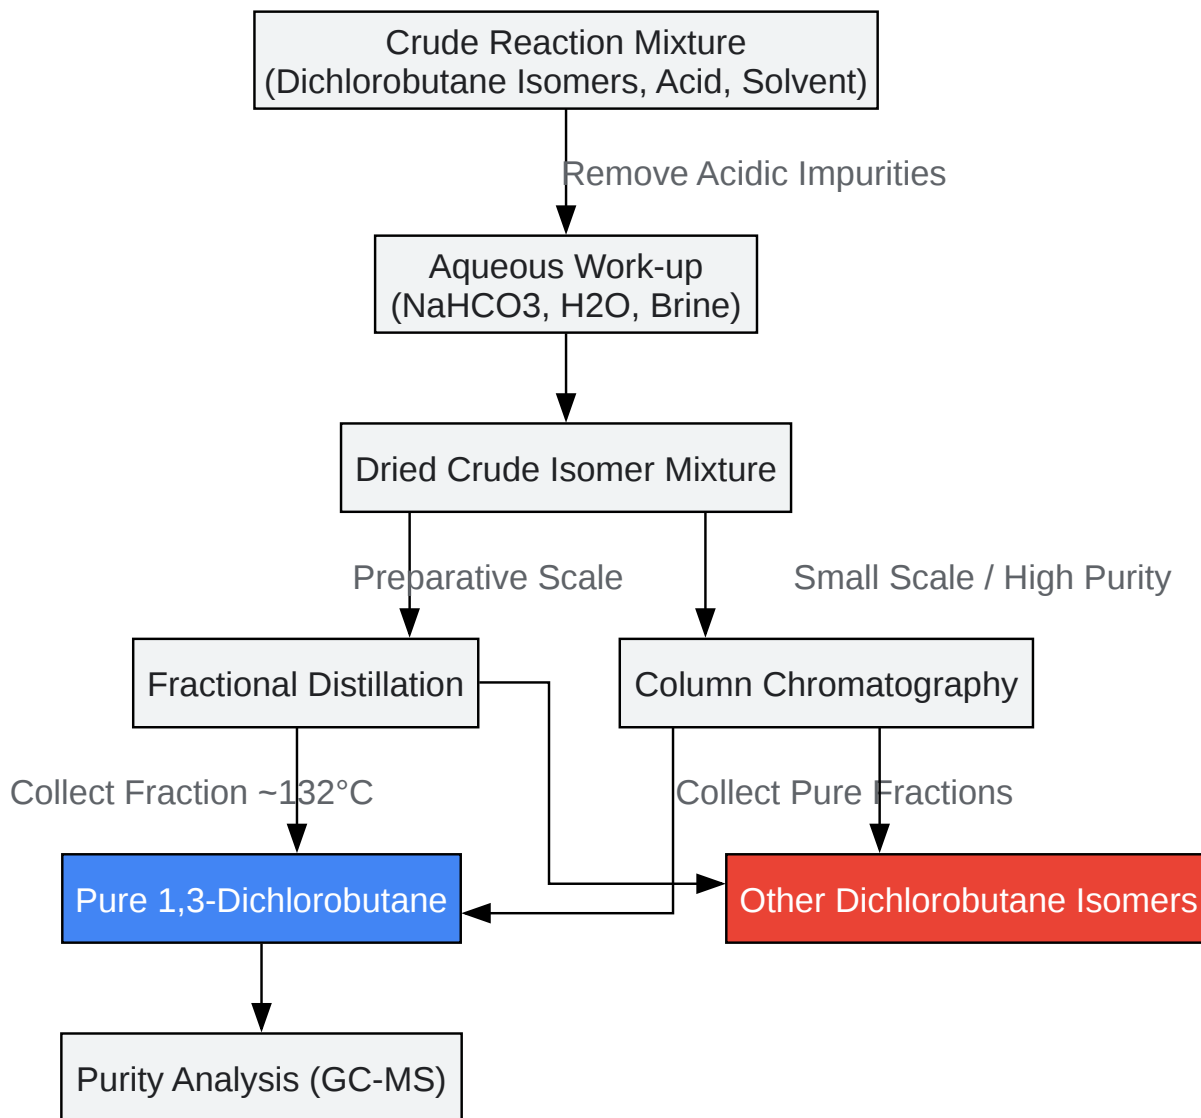 Crude Reaction Mixture
(Dichlorobutane Isomers, Acid, Solvent)
Remove Acidic Impurities
Aqueous Work-up
(NaHCO3, H2O, Brine)
Dried Crude Isomer Mixture
Preparative Scale
Small Scale / High Purity
Fractional Distillation
Column Chromatography
Collect Fraction ~132°C
Collect Pure Fractions
Pure 1,3-Dichlorobutane
Other Dichlorobutane Isomers
Purity Analysis (GC-MS)